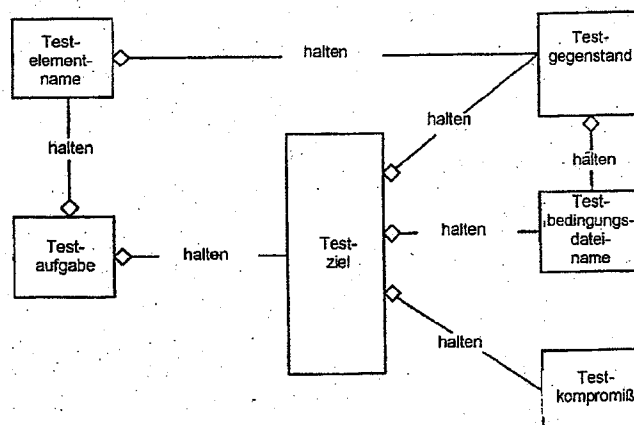 Test-
element-
name
halten
Test-
gegenstand
halten
halten
halten
Test-
aufgabe
halten
Test-
ziel
halten
Test-
bedingungs-
datei-
name
halten
Test-
kompromiß